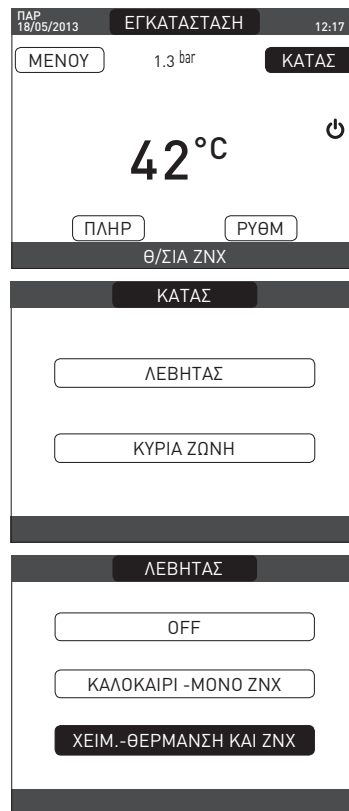 ΠΑΡ
18/05/2013 ΕΓΚΑΤΑΣΤΑΣΗ 12:17
ΜΕΝΟΥ 1.3 bar ΚΑΤΑΣ
42°C
ΠΛΗΡ ΡΥΘΜ
Θ/ΣΙΑ ΖΝΧ
ΚΑΤΑΣ
ΛΕΒΗΤΑΣ
ΚΥΡΙΑ ΖΩΝΗ
ΛΕΒΗΤΑΣ
OFF
ΚΑΛΟΚΑΙΡΙ -ΜΟΝΟ ΖΝΧ
ΧΕΙΜ.-ΘΕΡΜΑΝΣΗ ΚΑΙ ΖΝΧ